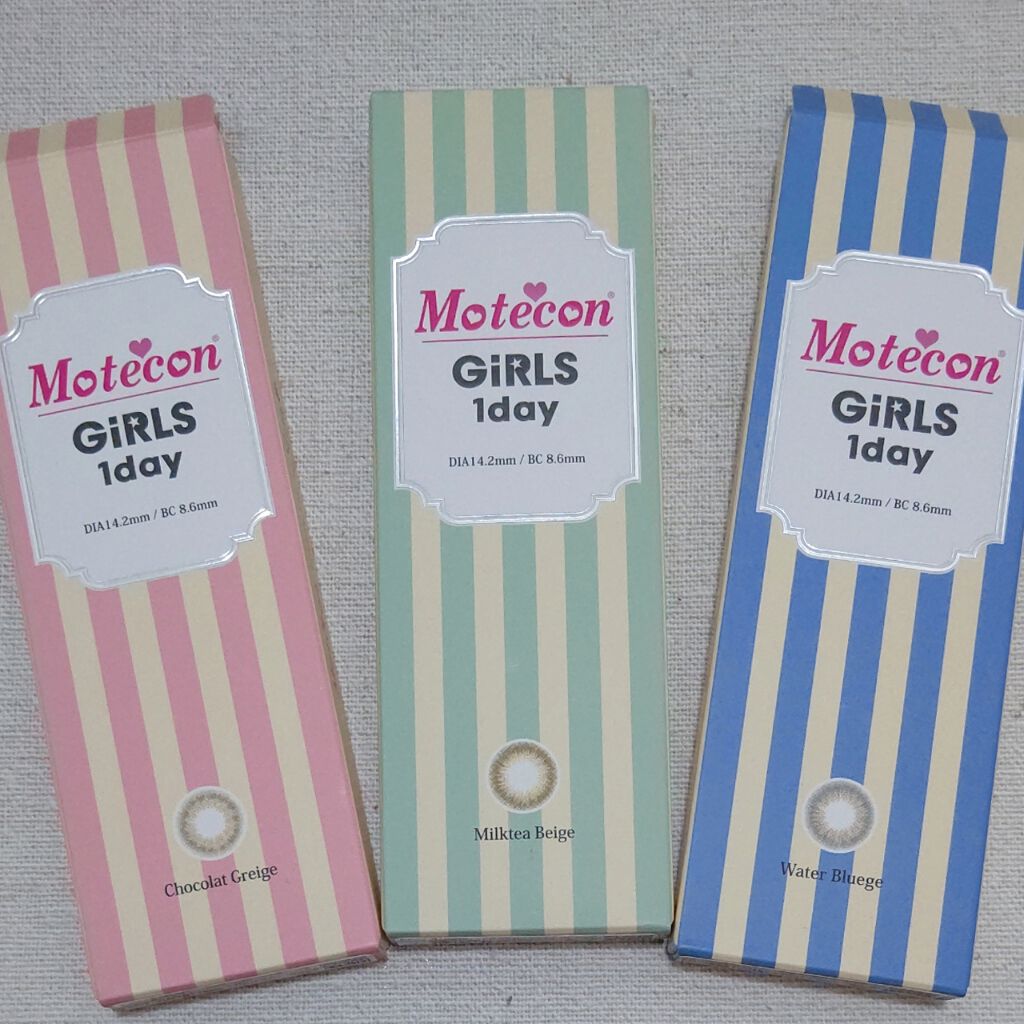 Motecon®
GiRLS
1day
DIA14.2mm / BC 8.6mm
Chocolat Greige
Motecon®
GiRLS
1day
DIA14.2mm / BC 8.6mm
Milktea Beige
Motecon®
GiRLS
1day
DIA14.2mm / BC 8.6mm
Water Bluege